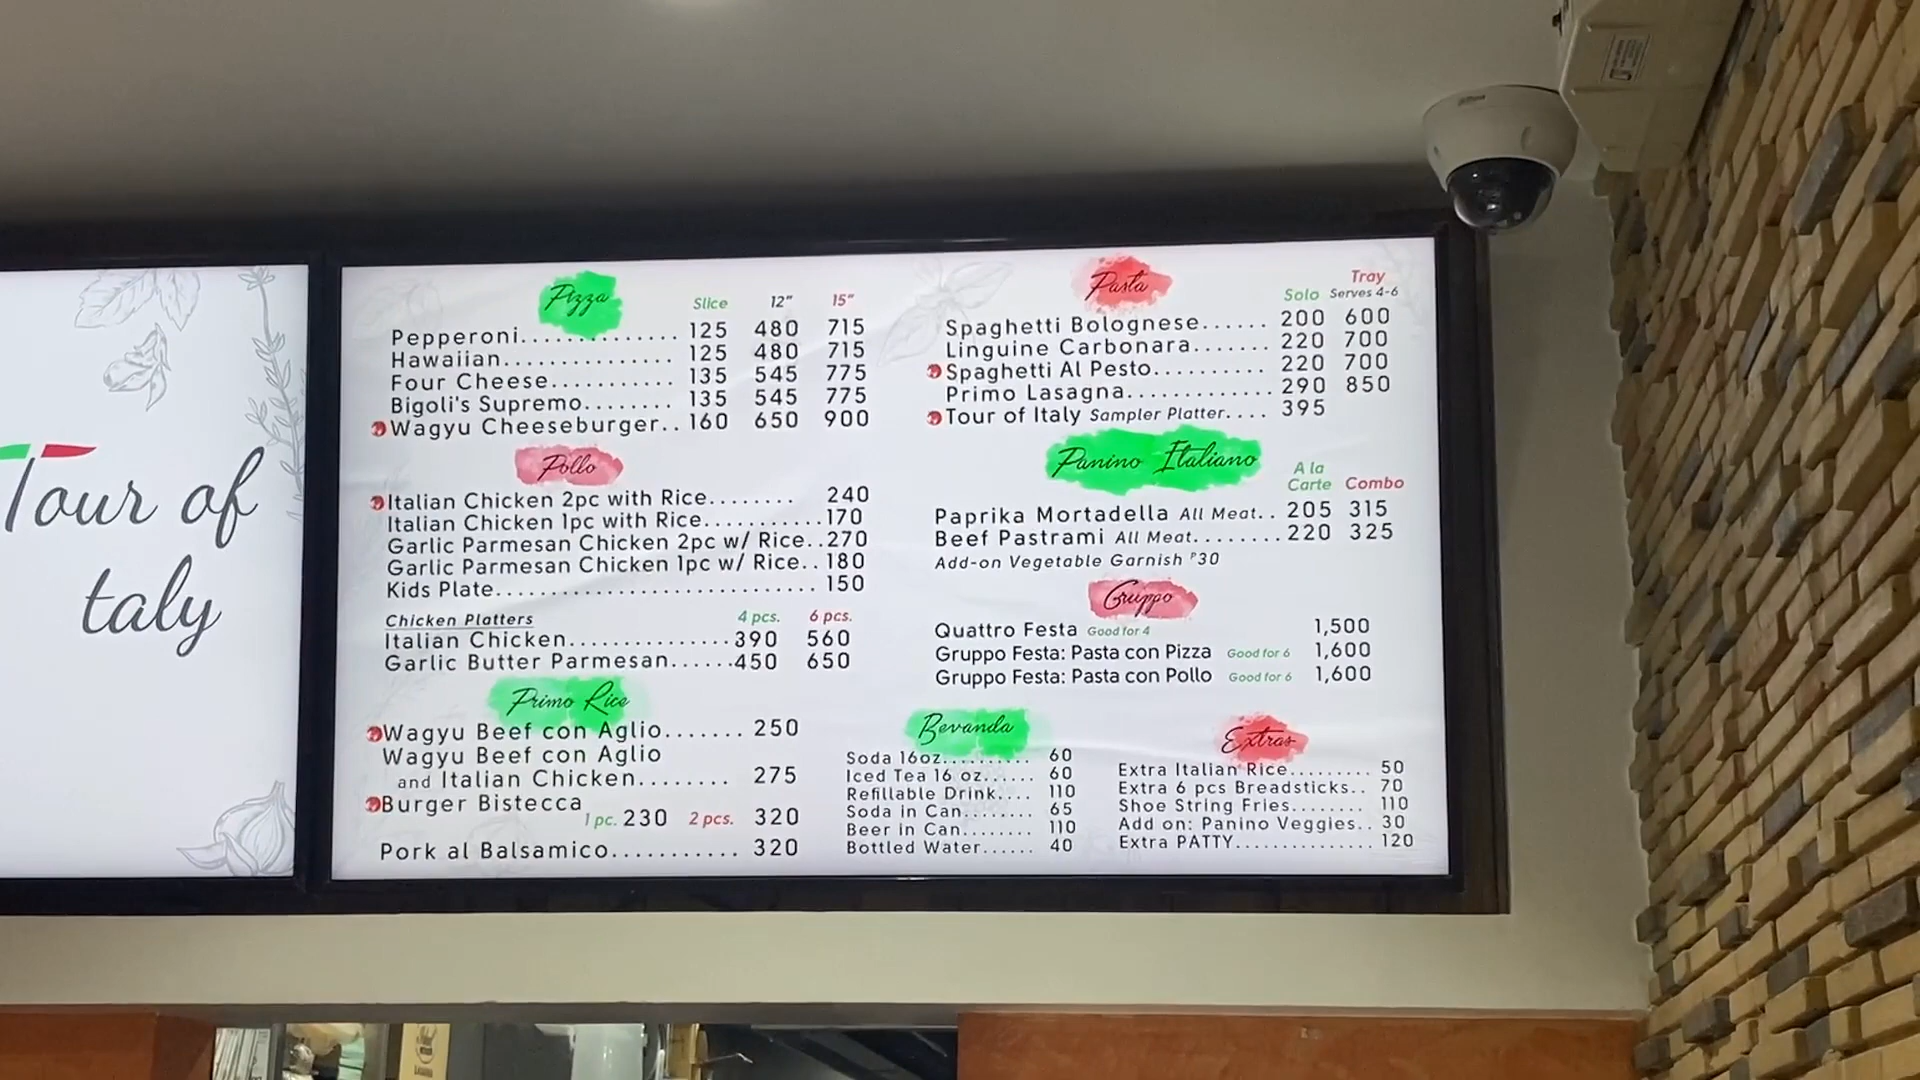 Tour of
taly
Pizza
Slice 12" 15"
Pepperoni.............. 125 480 715
Hawaiian............... 125 480 715
Four Cheese........... 135 545 775
Bigoli's Supremo........ 135 545 775
Wagyu Cheeseburger.. 160 650 900
Pollo
Italian Chicken 2pc with Rice........ 240
Italian Chicken 1pc with Rice...........170
Garlic Parmesan Chicken 2pc w/ Rice..270
Garlic Parmesan Chicken 1pc w/ Rice..180
Kids Plate.............................. 150
Chicken Platters 4 pcs. 6 pcs.
Italian Chicken..............390 560
Garlic Butter Parmesan......450 650
Primo Rice
Wagyu Beef con Aglio....... 250
Wagyu Beef con Aglio
and Italian Chicken........ 275
Burger Bistecca
1 pc. 230 2 pcs. 320
Pork al Balsamico........... 320
Pasta
Tray
Solo Serves 4-6
Spaghetti Bolognese...... 200 600
Linguine Carbonara....... 220 700
Spaghetti Al Pesto.......... 220 700
Primo Lasagna............. 290 850
Tour of Italy Sampler Platter.... 395
Panino Italiano
A la
Carte Combo
Paprika Mortadella All Meat.. 205 315
Beef Pastrami All Meat........220 325
Add-on Vegetable Garnish ₱30
Gruppo
Quattro Festa Good for 4 1,500
Gruppo Festa: Pasta con Pizza Good for 6 1,600
Gruppo Festa: Pasta con Pollo Good for 6 1,600
Bevanda
Soda 16oz.......... 60
Iced Tea 16 oz...... 60
Refillable Drink.... 110
Soda in Can........ 65
Beer in Can........ 110
Bottled Water...... 40
Extras
Extra Italian Rice......... 50
Extra 6 pcs Breadsticks.. 70
Shoe String Fries........ 110
Add on: Panino Veggies.. 30
Extra PATTY............... 120